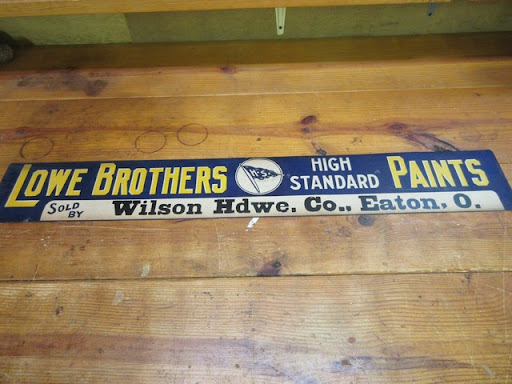 LOWE BROTHERS H.S. HIGH STANDARD PAINTS
SOLD BY Wilson Hdwe. Co., Eaton, O.